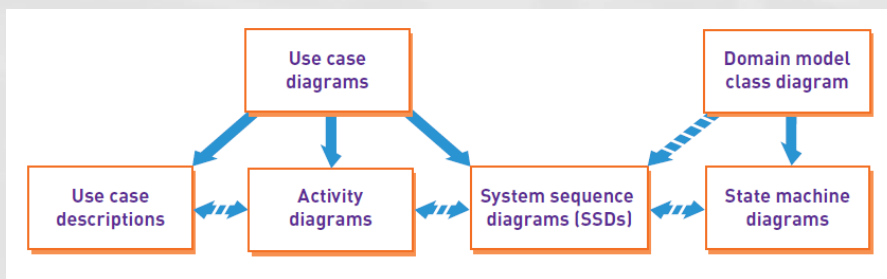 Use case
diagrams
Domain model
class diagram
Use case
descriptions
Activity
diagrams
System sequence
diagrams (SSDs)
State machine
diagrams